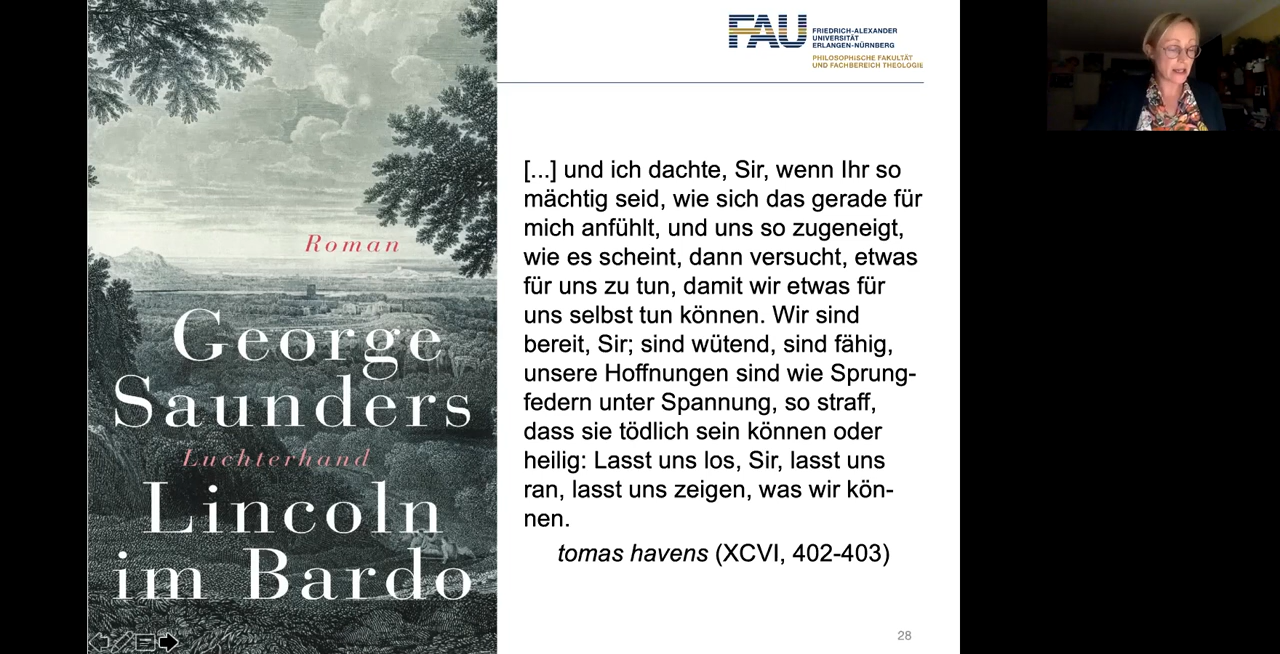 Roman
George
Saunders
Luchterhand
Lincoln
im Bardo
FAU
FRIEDRICH-ALEXANDER
UNIVERSITÄT
ERLANGEN-NÜRNBERG
PHILOSOPHISCHE FAKULTÄT
UND FACHBEREICH THEOLOGIE
[...] und ich dachte, Sir, wenn Ihr so
mächtig seid, wie sich das gerade für
mich anfühlt, und uns so zugeneigt,
wie es scheint, dann versucht, etwas
für uns zu tun, damit wir etwas für
uns selbst tun können. Wir sind
bereit, Sir; sind wütend, sind fähig,
unsere Hoffnungen sind wie Sprung-
federn unter Spannung, so straff,
dass sie tödlich sein können oder
heilig: Lasst uns los, Sir, lasst uns
ran, lasst uns zeigen, was wir kön-
nen.
tomas havens (XCVI, 402-403)
28